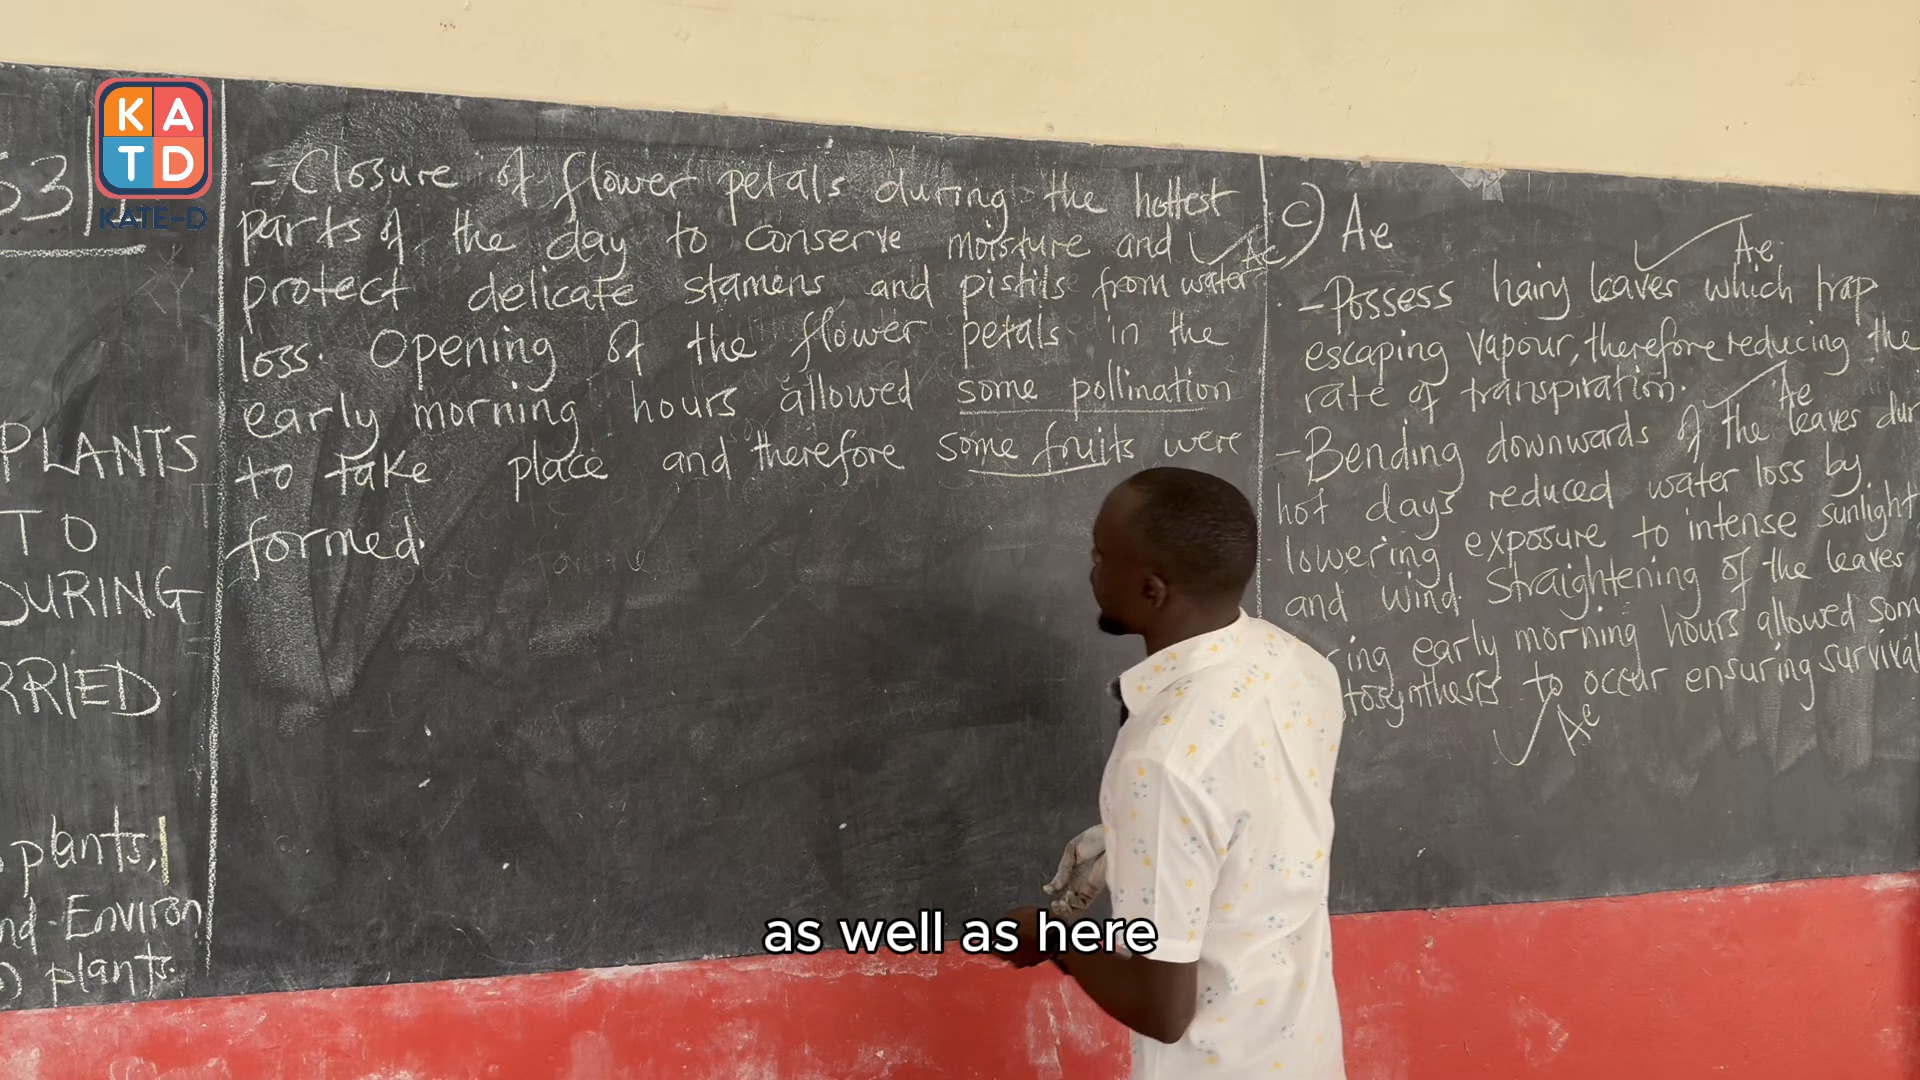 KA
TD
KATE-D
53
PLANTS
TO
DURING
RRIED
plants,
nd-Environ
plants.
- Closure of flower petals during the hottest
parts of the day to conserve moisture and Ae
protect delicate stamens and pistils from water
loss. Opening of the flower petals in the
early morning hours allowed some pollination
to take place and therefore some fruits were
formed.
c) Ae
Ae
- Possess hairy leaves which trap
escaping vapour, therefore reducing the
rate of transpiration.
Ae
- Bending downwards of the leaves dur
hot days reduced water loss by
lowering exposure to intense sunlight
and wind. Straightening of the leaves
ring early morning hours allowed som
tosynthesis to occur ensuring survival
Ae
as well as here